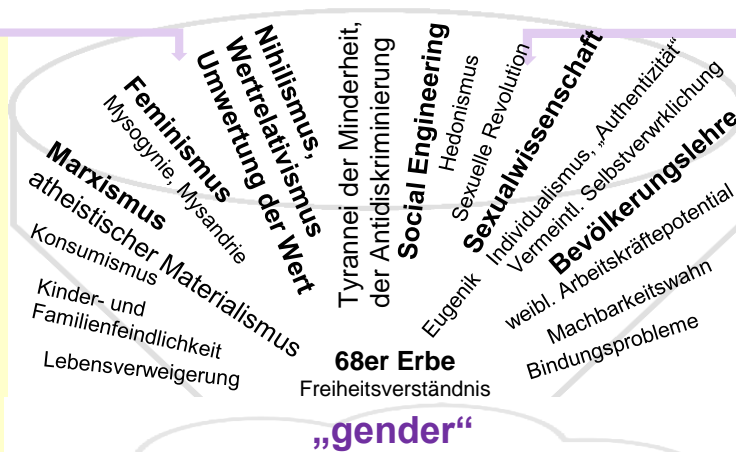 Lebensverweigerung
Kinder- und
Familienfeindlichkeit
Konsumismus
atheistischer Materialismus
Marxismus
Mysogynie, Mysandrie
Feminismus
Umwertung der Wert
Wertrelativismus
Nihilismus,
Tyrannei der Minderheit,
der Antidiskriminierung
Social Engineering
Hedonismus
Sexuelle Revolution
Sexualwissenschaft
Eugenik
Individualismus, „Authentizität“
Vermeintl. Selbstverwrklichung
Bevölkerungslehre
weibl. Arbeitskräftepotential
Machbarkeitswahn
Bindungsprobleme
68er Erbe
Freiheitsverständnis
„gender“